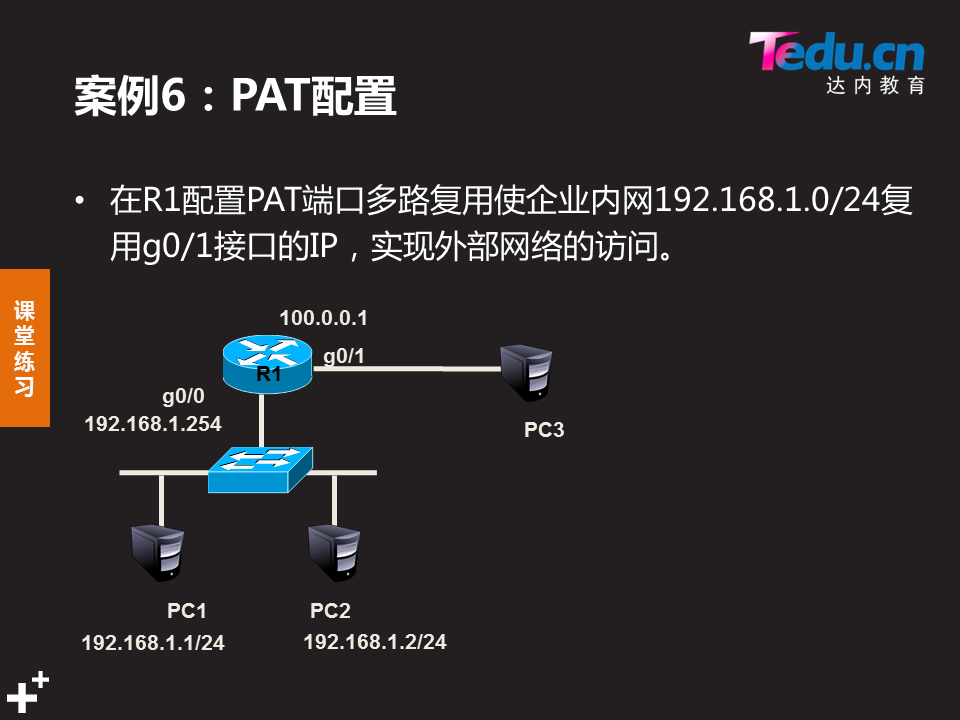 Tedu.cn
达内教育
案例6：PAT配置
• 在R1配置PAT端口多路复用使企业内网192.168.1.0/24复
用g0/1接口的IP，实现外部网络的访问。
课
堂
练
习
100.0.0.1
g0/1
R1
g0/0
192.168.1.254
PC3
PC1
PC2
192.168.1.1/24
192.168.1.2/24